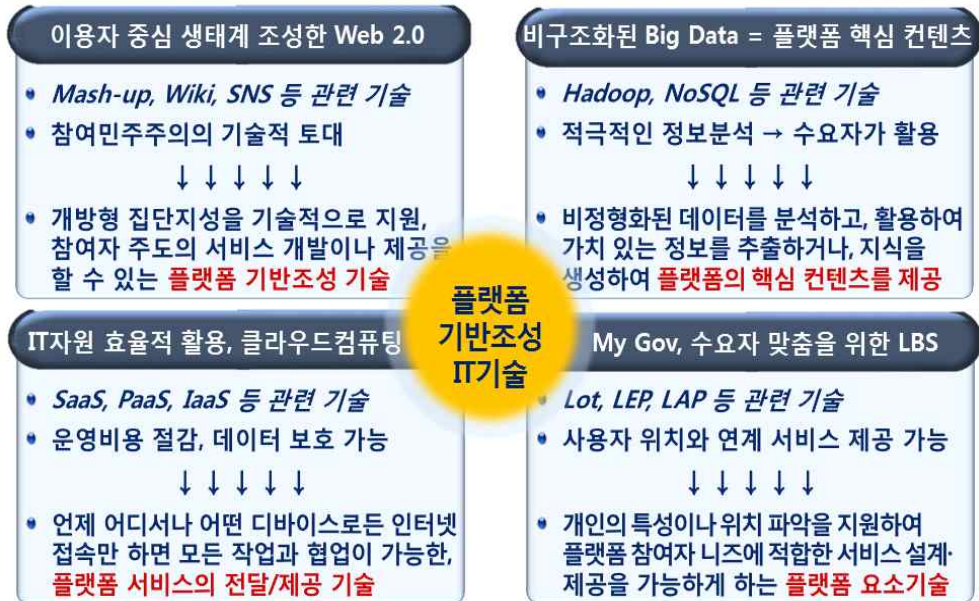 이용자 중심 생태계 조성한 Web 2.0
• Mash-up, Wiki, SNS 등 관련 기술
• 참여민주주의의 기술적 토대
↓ ↓ ↓ ↓ ↓
• 개방형 집단지성을 기술적으로 지원,
참여자 주도의 서비스 개발이나 제공을
할 수 있는 플랫폼 기반조성 기술
비구조화된 Big Data = 플랫폼 핵심 컨텐츠
• Hadoop, NoSQL 등 관련 기술
• 적극적인 정보분석 → 수요자가 활용
↓ ↓ ↓ ↓ ↓
• 비정형화된 데이터를 분석하고, 활용하여
가치 있는 정보를 추출하거나, 지식을
생성하여 플랫폼의 핵심 컨텐츠를 제공
플랫폼
기반조성
IT기술
IT자원 효율적 활용, 클라우드컴퓨팅
• SaaS, PaaS, IaaS 등 관련 기술
• 운영비용 절감, 데이터 보호 가능
↓ ↓ ↓ ↓ ↓
• 언제 어디서나 어떤 디바이스로든 인터넷
접속만 하면 모든 작업과 협업이 가능한,
플랫폼 서비스의 전달/제공 기술
My Gov, 수요자 맞춤을 위한 LBS
• Lot, LEP, LAP 등 관련 기술
• 사용자 위치와 연계 서비스 제공 가능
↓ ↓ ↓ ↓ ↓
• 개인의 특성이나 위치 파악을 지원하여
플랫폼 참여자 니즈에 적합한 서비스 설계·
제공을 가능하게 하는 플랫폼 요소기술